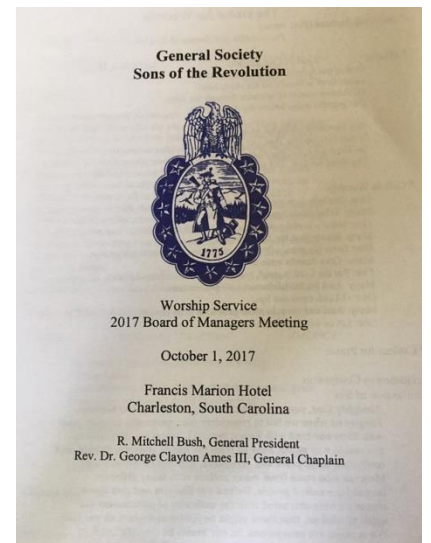 General Society
Sons of the Revolution
1775
Worship Service
2017 Board of Managers Meeting
October 1, 2017
Francis Marion Hotel
Charleston, South Carolina
R. Mitchell Bush, General President
Rev. Dr. George Clayton Ames III, General Chaplain